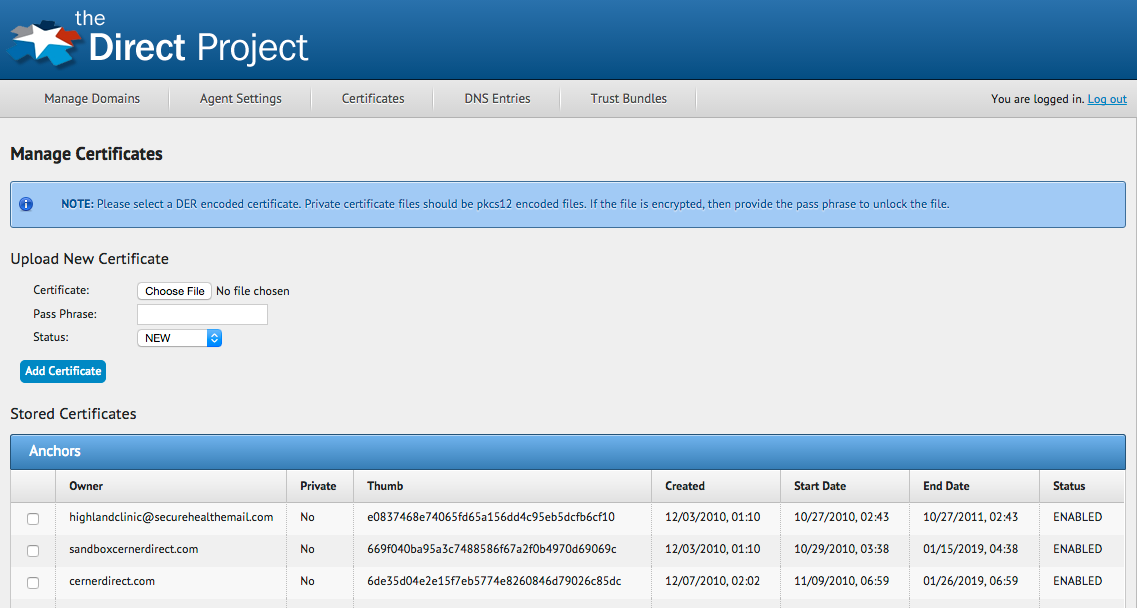 the
Direct Project
Manage Domains Agent Settings Certificates DNS Entries Trust Bundles You are logged in. Log out
Manage Certificates
NOTE: Please select a DER encoded certificate. Private certificate files should be pkcs12 encoded files. If the file is encrypted, then provide the pass phrase to unlock the file.
Upload New Certificate
Certificate: Choose File No file chosen
Pass Phrase:
Status: NEW
Add Certificate
Stored Certificates
Anchors
Owner Private Thumb Created Start Date End Date Status
highlandclinic@securehealthemail.com No e0837468e74065fd65a156dd4c95eb5dcfb6cf10 12/03/2010, 01:10 10/27/2010, 02:43 10/27/2011, 02:43 ENABLED
sandboxcernerdirect.com No 669f040ba95a3c7488586f67a2f0b4970d69069c 12/03/2010, 01:10 10/29/2010, 03:38 01/15/2019, 04:38 ENABLED
cernerdirect.com No 6de35d04e2e15f7eb5774e8260846d79026c85dc 12/07/2010, 02:02 11/09/2010, 06:59 01/26/2019, 06:59 ENABLED